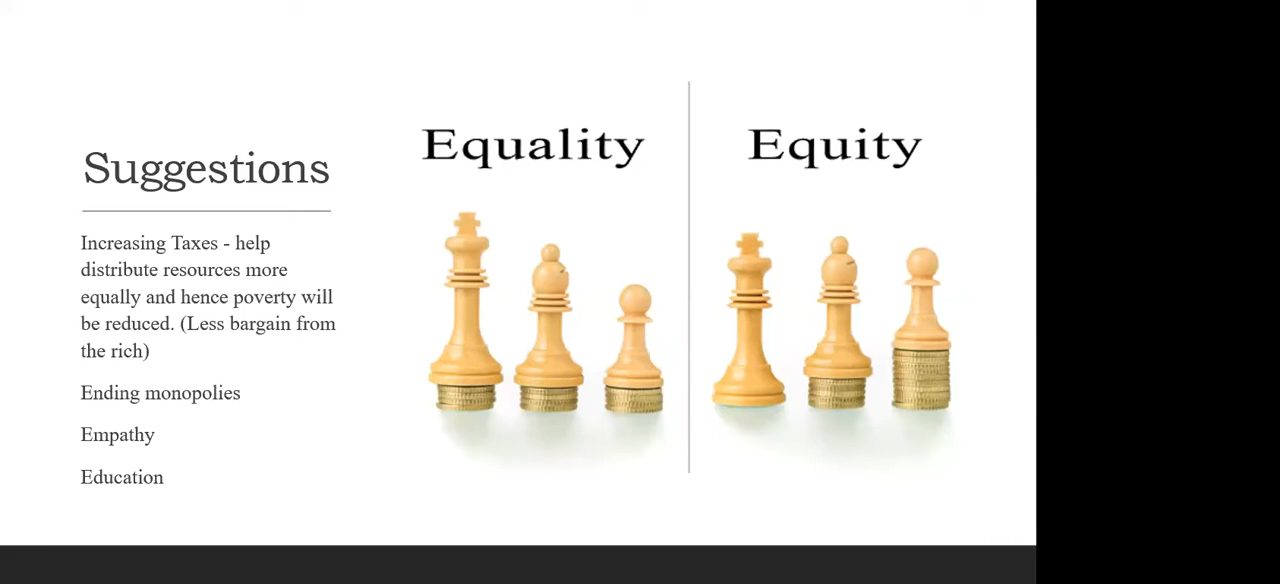 Suggestions
Increasing Taxes - help
distribute resources more
equally and hence poverty will
be reduced. (Less bargain from
the rich)
Ending monopolies
Empathy
Education
Equality
Equity